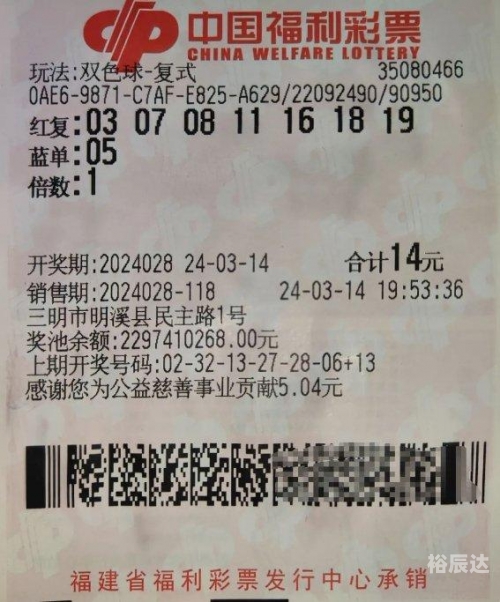 中国福利彩票
CHINA WELFARE LOTTERY
玩法:双色球-复式 35080466
0AE6-9871-C7AF-E825-A629/22092490/90950
红复:03 07 08 11 16 18 19
蓝单:05
倍数:1
开奖期:2024028 24-03-14 合计14元
销售期:2024028-118 24-03-14 19:53:36
三明市明溪县民主路1号
奖池余额:2297410268.00元
上期开奖号码:02-32-13-27-28-06+13
感谢您为公益慈善事业贡献5.04元
裕辰达
福建省福利彩票发行中心承销